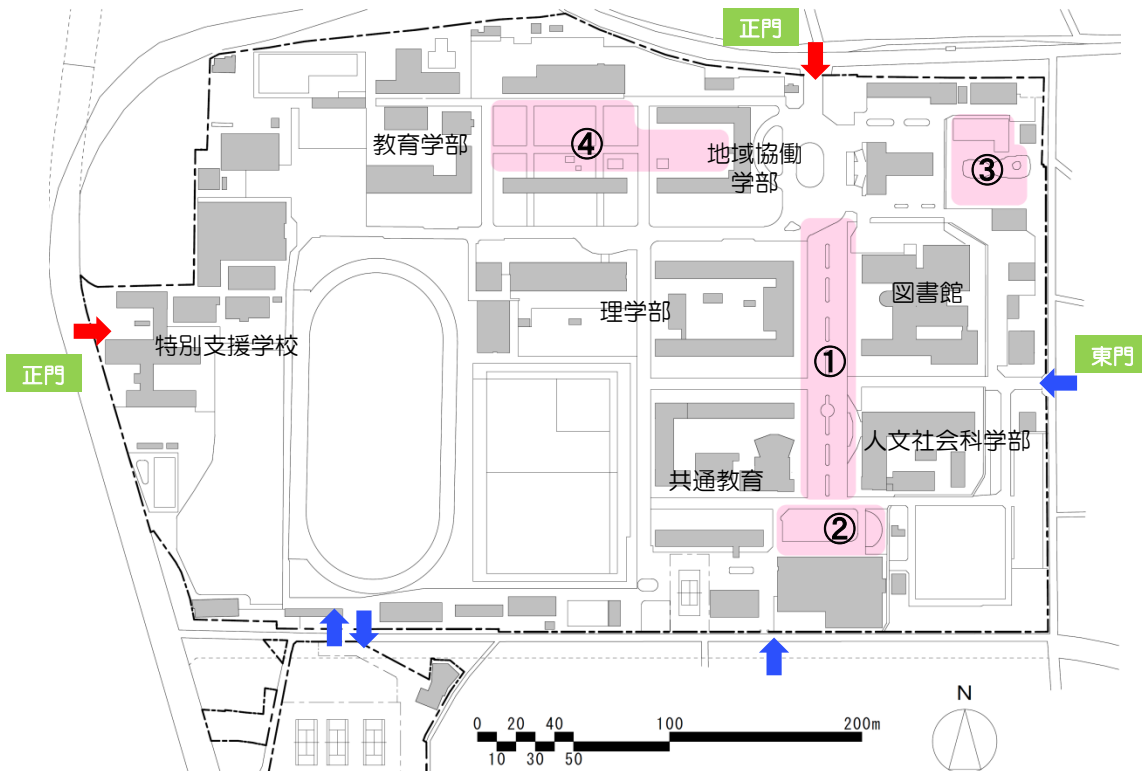 正門
教育学部
④
地域協働
学部
③
図書館
理学部
特別支援学校
①
正門
東門
人文社会科学部
共通教育
②
N
0 20 40 100 200m
10 30 50